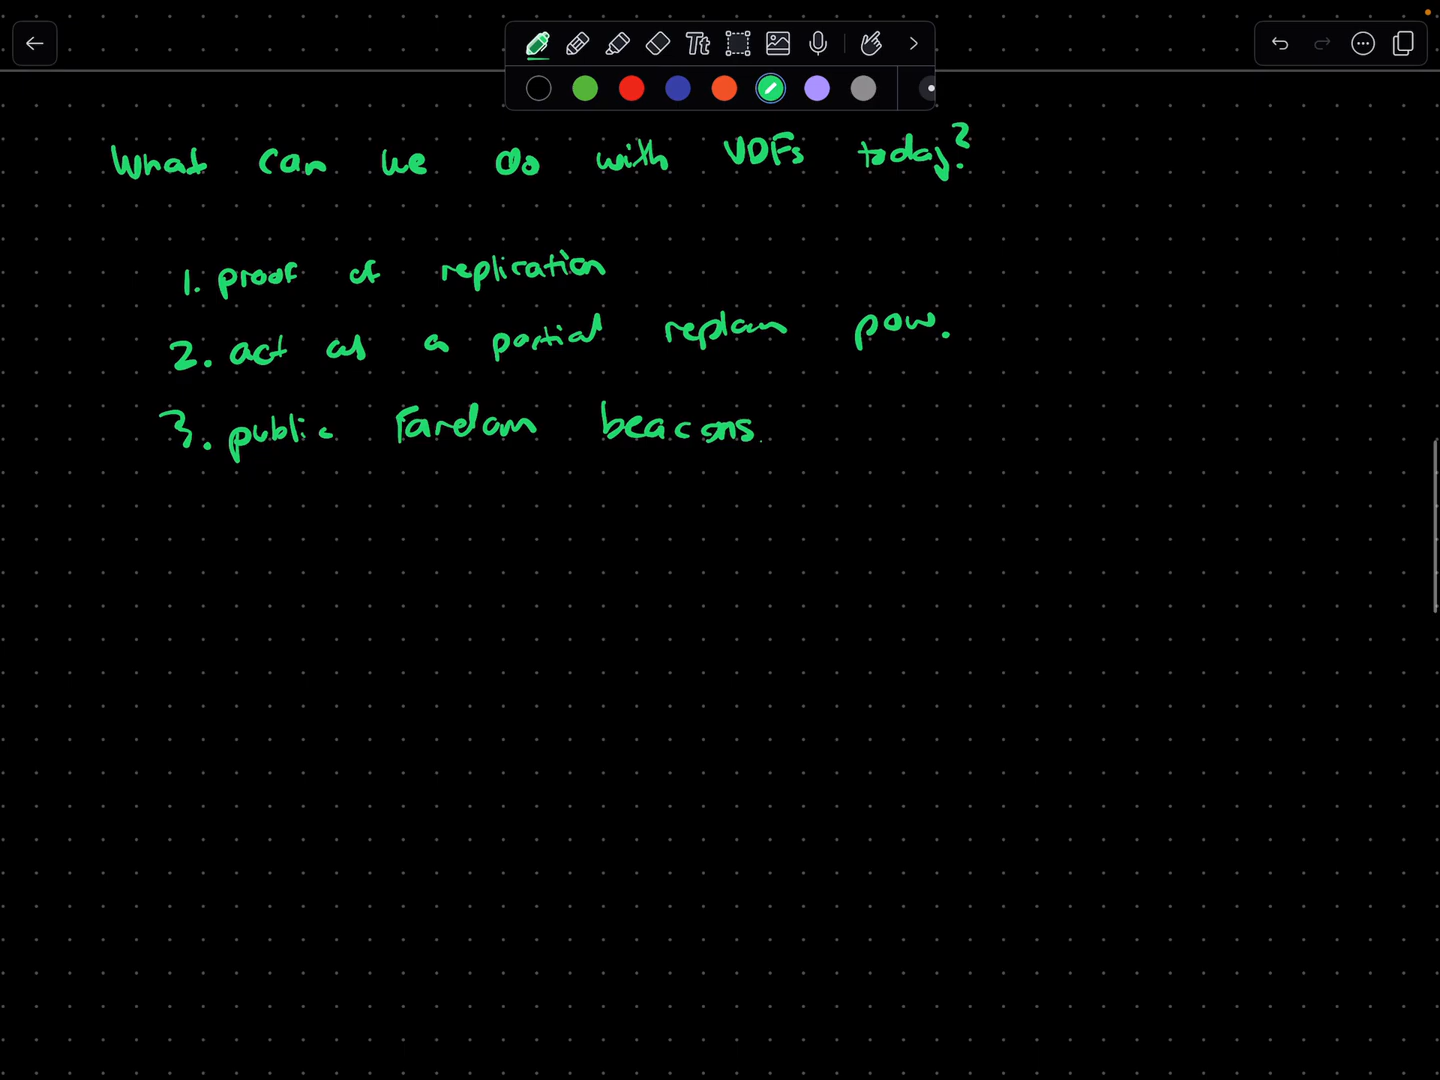 What can we do with VDFs today?
1. proof of replication
2. act as a partial pow.
3. public random beacons.
Tt